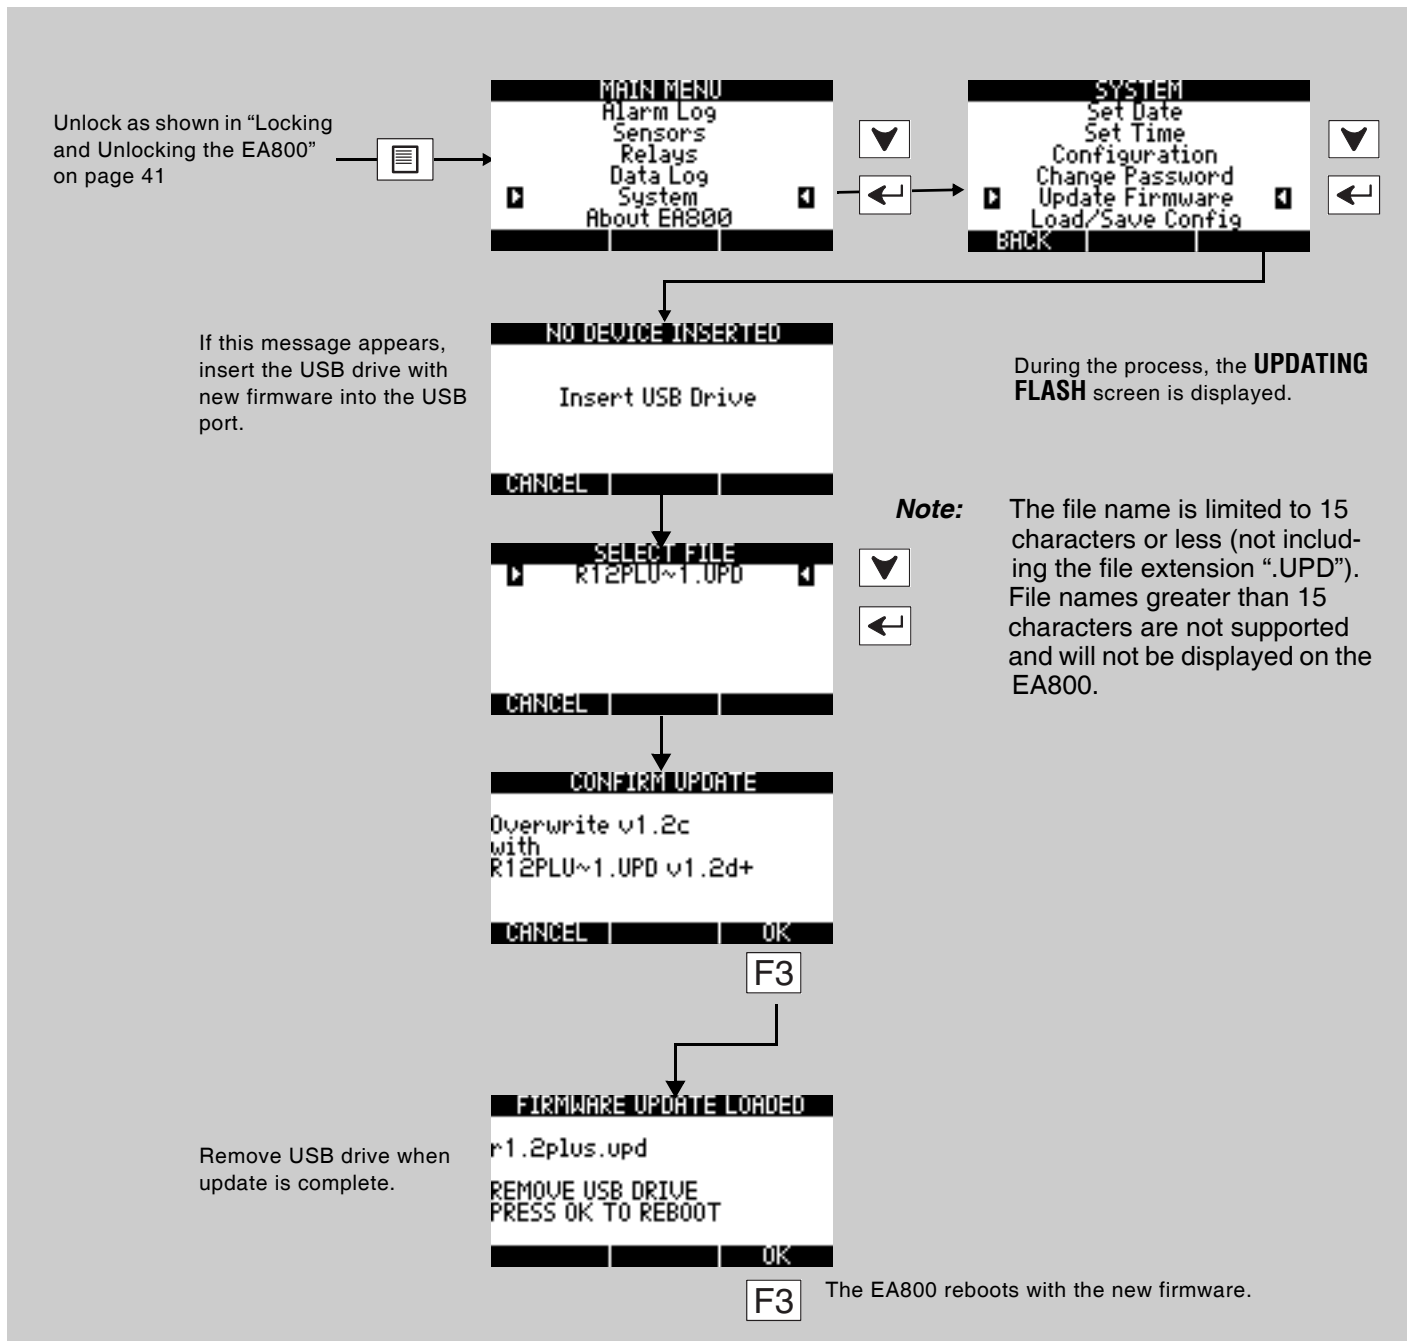 Unlock as shown in “Locking
and Unlocking the EA800”
on page 41
MAIN MENU
Alarm Log
Sensors
Relays
Data Log
System
About EA800
SYSTEM
Set Date
Set Time
Configuration
Change Password
Update Firmware
Load/Save Config
BACK
If this message appears,
insert the USB drive with
new firmware into the USB
port.
NO DEVICE INSERTED
Insert USB Drive
CANCEL
During the process, the UPDATING
FLASH screen is displayed.
SELECT FILE
R12PLU~1.UPD
CANCEL
Note: The file name is limited to 15
characters or less (not includ-
ing the file extension “.UPD”).
File names greater than 15
characters are not supported
and will not be displayed on the
EA800.
CONFIRM UPDATE
Overwrite v1.2c
with
R12PLU~1.UPD v1.2d+
CANCEL OK
F3
Remove USB drive when
update is complete.
FIRMWARE UPDATE LOADED
r1.2plus.upd
REMOVE USB DRIVE
PRESS OK TO REBOOT
OK
F3
The EA800 reboots with the new firmware.